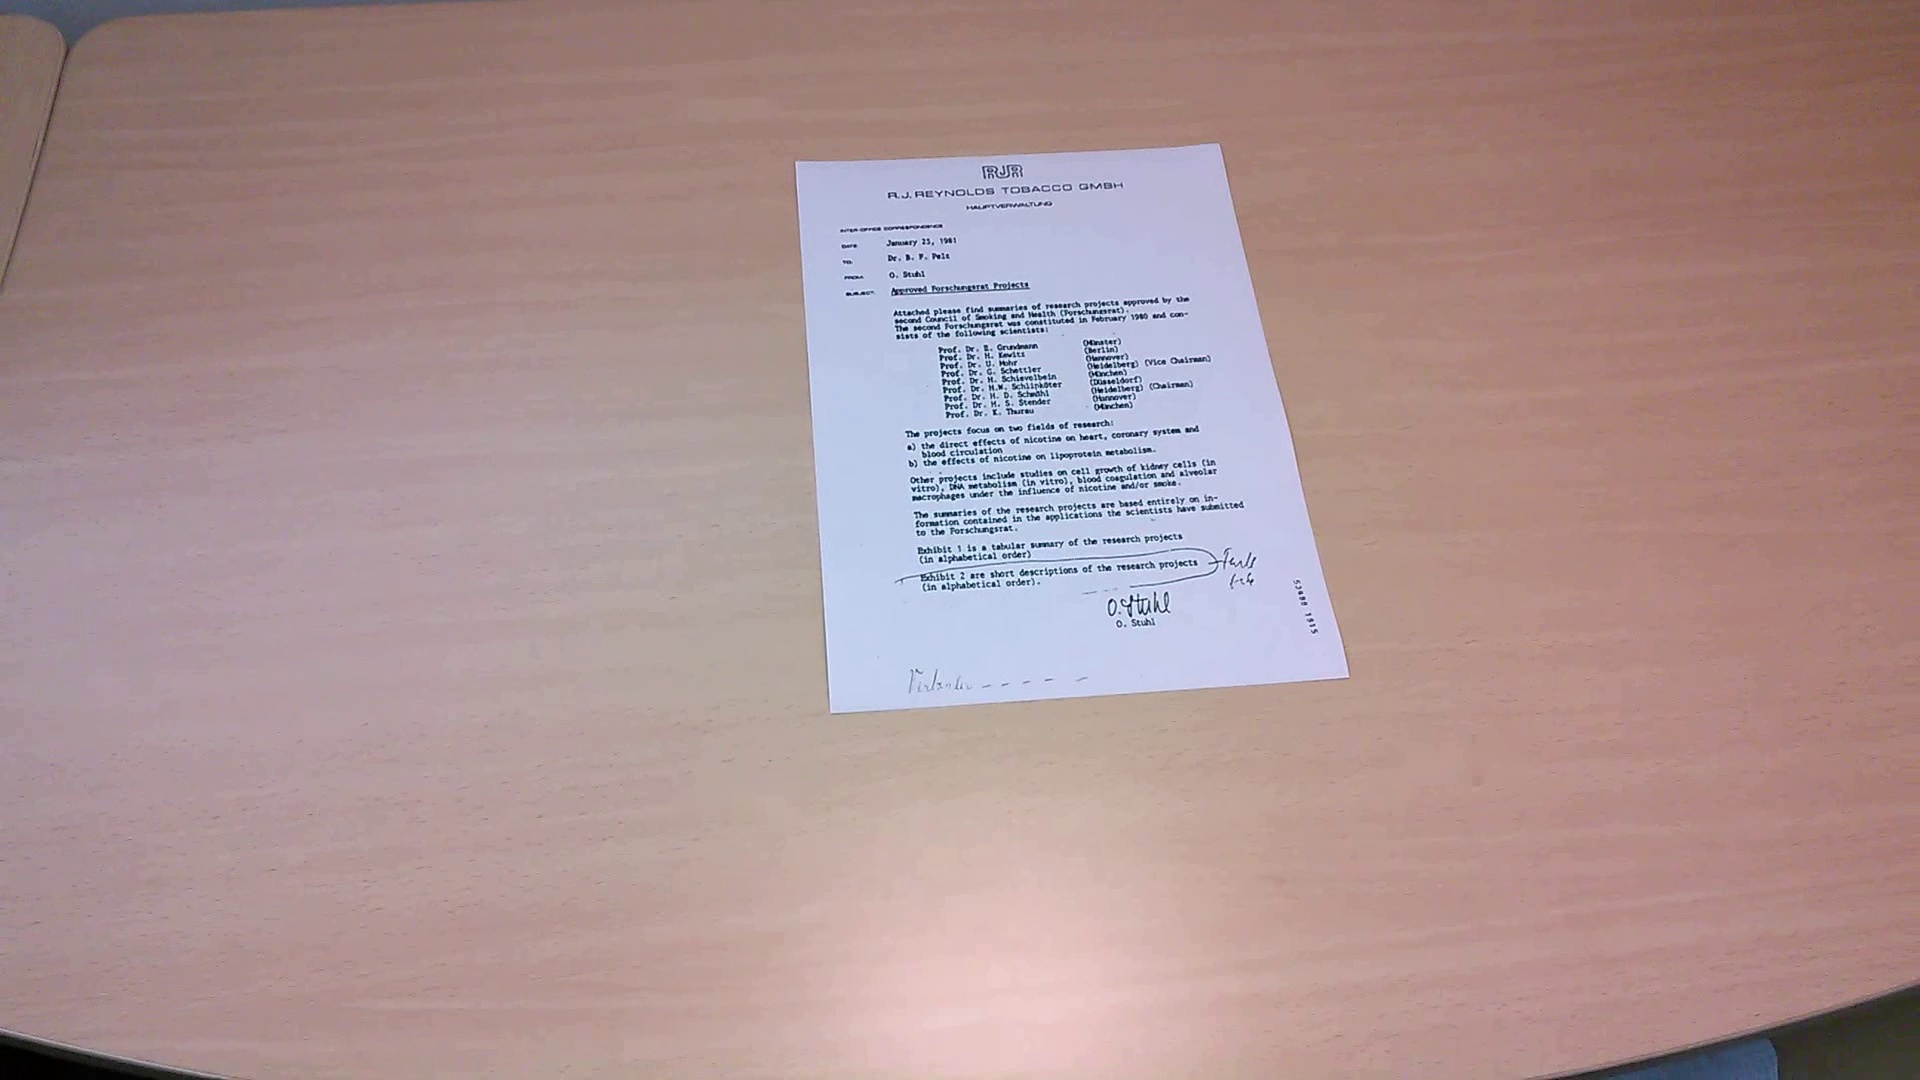 RJR
R.J. REYNOLDS TOBACCO GMBH
HAUPTVERWALTUNG
INTER-OFFICE CORRESPONDENCE
DATE: January 23, 1981
TO: Dr. B. F. Pelz
FROM: O. Stuhl
SUBJECT: Approved Forschungsrat Projects
Attached please find summaries of research projects approved by the
second Council of Smoking and Health (Forschungsrat).
The second Forschungsrat was constituted in February 1980 and con-
sists of the following scientists:
Prof. Dr. E. Grundmann (Münster)
Prof. Dr. H. Kewitz (Berlin)
Prof. Dr. U. Mohr (Hannover)
Prof. Dr. G. Schettler (Heidelberg) (Vice Chairman)
Prof. Dr. H. Schievelbein (München)
Prof. Dr. H.W. Schlipköter (Düsseldorf)
Prof. Dr. H. D. Schmähl (Heidelberg) (Chairman)
Prof. Dr. H. S. Stender (Hannover)
Prof. Dr. K. Thurau (München)
The projects focus on two fields of research:
a) the direct effects of nicotine on heart, coronary system and
blood circulation
b) the effects of nicotine on lipoprotein metabolism.
Other projects include studies on cell growth of kidney cells (in
vitro), DNA metabolism (in vitro), blood coagulation and alveolar
macrophages under the influence of nicotine and/or smoke.
The summaries of the research projects are based entirely on in-
formation contained in the applications the scientists have submitted
to the Forschungsrat.
Exhibit 1 is a tabular summary of the research projects
(in alphabetical order)
Exhibit 2 are short descriptions of the research projects
(in alphabetical order).
O. Stuhl
O. Stuhl
53498 1915